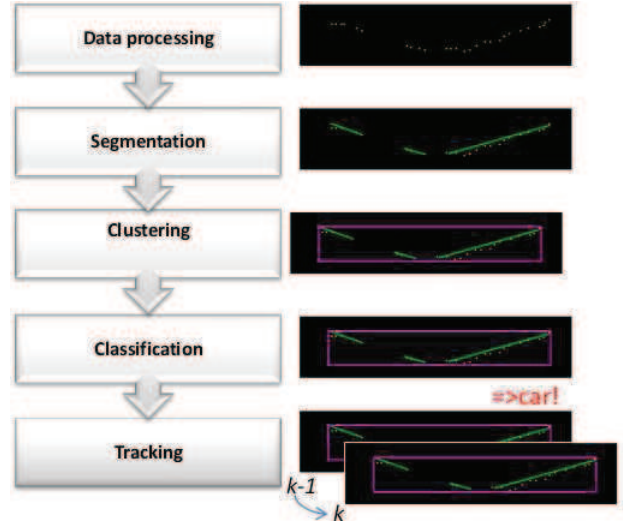 Data processing
Segmentation
Clustering
Classification
=>car!
Tracking
k-1
k